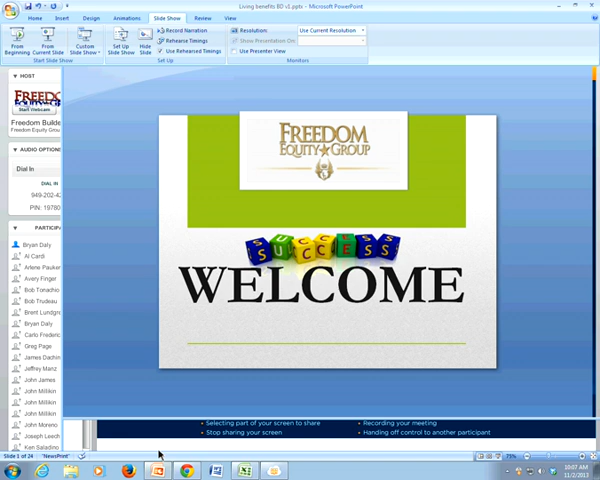 Living benefits BD v1.pptx - Microsoft PowerPoint
Home Insert Design Animations Slide Show Review View
From Beginning
From Current Slide
Custom Slide Show
Set Up Slide Show
Hide Slide
Record Narration
Rehearse Timings
Use Rehearsed Timings
Resolution: Use Current Resolution
Show Presentation On:
Use Presenter View
Start Slide Show Set Up Monitors
HOST
FREEDO
EQUITY GRO
Start Webcam
Freedom Builde
Freedom Equity Grou
AUDIO OPTIONS
Dial In
DIAL IN
949-202-42
PIN: 19780
PARTICIPA
Bryan Daly
Al Cardi
Arlene Pauker
Avery Finger
Bob Tonachio
Bob Trudeau
Brent Lundgre
Bryan Daly
Carlo Frederic
Greg Page
James Dachin
Jeffrey Manz
John James
John Millikin
John Millikin
John Millikin
John Moreno
Joseph Leech
Ken Saladino
FREEDOM
EQUITY GROUP
SUCCESS
WELCOME
• Selecting part of your screen to share
• Stop sharing your screen
• Recording your meeting
• Handing off control to another participant
Slide 1 of 24 "NewsPrint" 75%
10:07 AM
11/2/2013